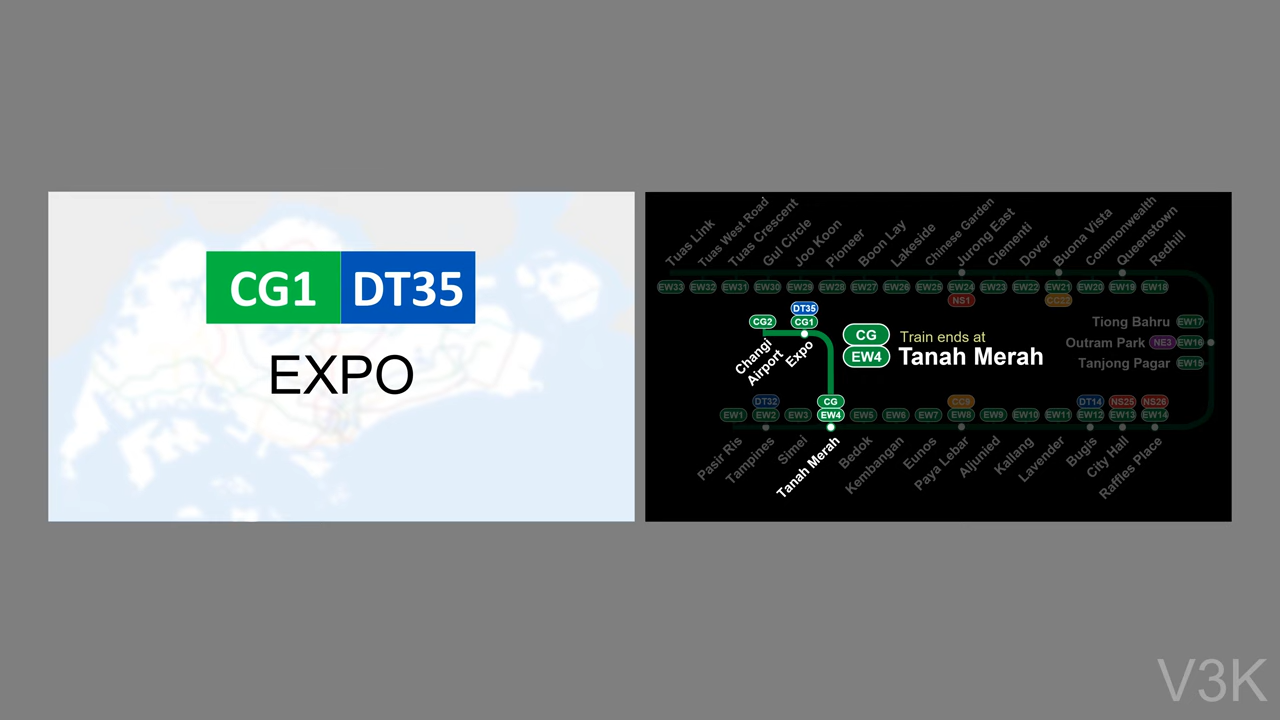 CG1 DT35
EXPO
Tuas Link
Tuas West Road
Tuas Crescent
Gul Circle
Joo Koon
Pioneer
Boon Lay
Lakeside
Chinese Garden
Jurong East
Clementi
Dover
Buona Vista
Commonwealth
Queenstown
Redhill
EW33 EW32 EW31 EW30 EW29 EW28 EW27 EW26 EW25 EW24 EW23 EW22 EW21 EW20 EW19 EW18
NS1 CC22
DT35
CG2 CG1
Changi Airport
Expo
CG
EW4
Train ends at
Tanah Merah
Tiong Bahru EW17
Outram Park NE3 EW16
Tanjong Pagar EW15
DT32 CG CC9 DT14 NS25 NS26
EW1 EW2 EW3 EW4 EW5 EW6 EW7 EW8 EW9 EW10 EW11 EW12 EW13 EW14
Pasir Ris
Tampines
Simei
Tanah Merah
Bedok
Kembangan
Eunos
Paya Lebar
Aljunied
Kallang
Lavender
Bugis
City Hall
Raffles Place
V3K